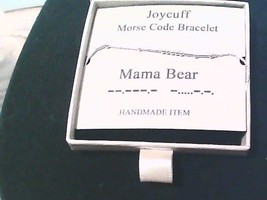 Joycuff
Morse Code Bracelet
Mama Bear
--.---.- -.....-.-.
HANDMADE ITEM